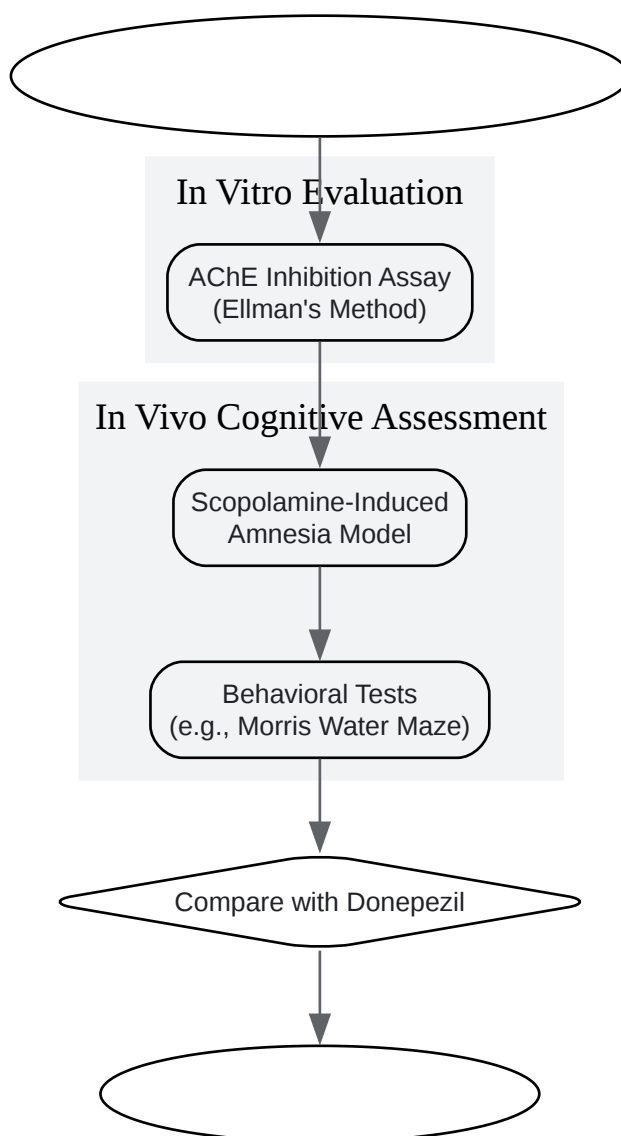 In Vitro Evaluation
AChE Inhibition Assay
(Ellman's Method)
In Vivo Cognitive Assessment
Scopolamine-Induced
Amnesia Model
Behavioral Tests
(e.g., Morris Water Maze)
Compare with Donepezil